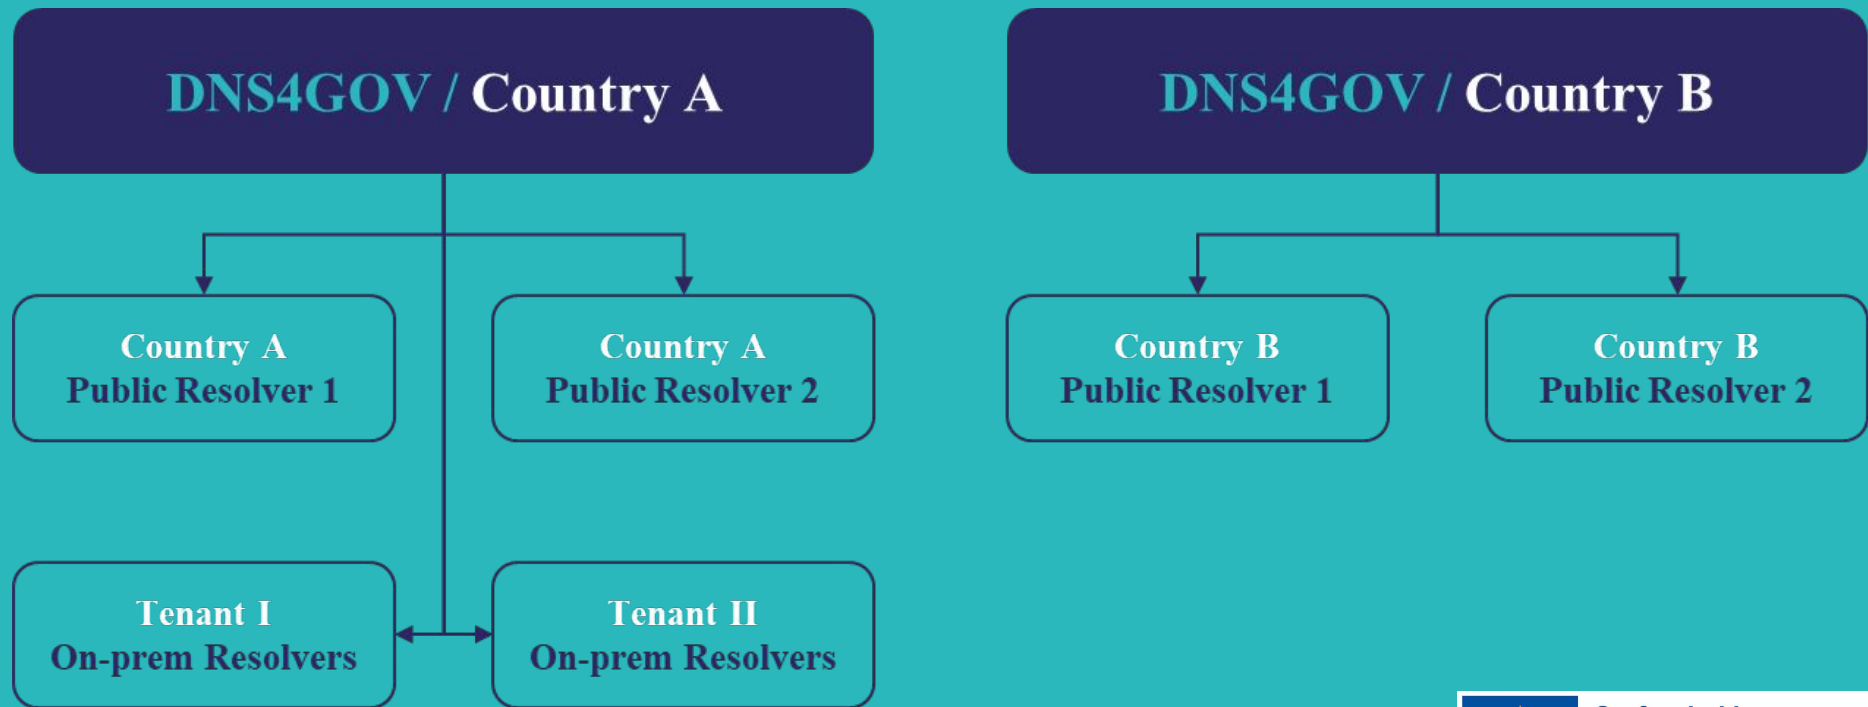 DNS4GOV / Country A
DNS4GOV / Country B
Country A
Public Resolver 1
Country A
Public Resolver 2
Country B
Public Resolver 1
Country B
Public Resolver 2
Tenant I
On-prem Resolvers
Tenant II
On-prem Resolvers